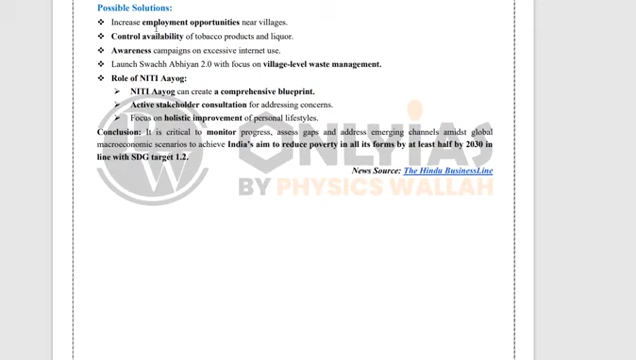 Possible Solutions:
❖ Increase employment opportunities near villages.
❖ Control availability of tobacco products and liquor.
❖ Awareness campaigns on excessive internet use.
❖ Launch Swachh Abhiyan 2.0 with focus on village-level waste management.
❖ Role of NITI Aayog:
➢ NITI Aayog can create a comprehensive blueprint.
➢ Active stakeholder consultation for addressing concerns.
➢ Focus on holistic improvement of personal lifestyles.
Conclusion: It is critical to monitor progress, assess gaps and address emerging channels amidst global
macroeconomic scenarios to achieve India's aim to reduce poverty in all its forms by at least half by 2030 in
line with SDG target 1.2.
News Source: The Hindu BusinessLine
PW
ONLYIAS
BY PHYSICS WALLAH